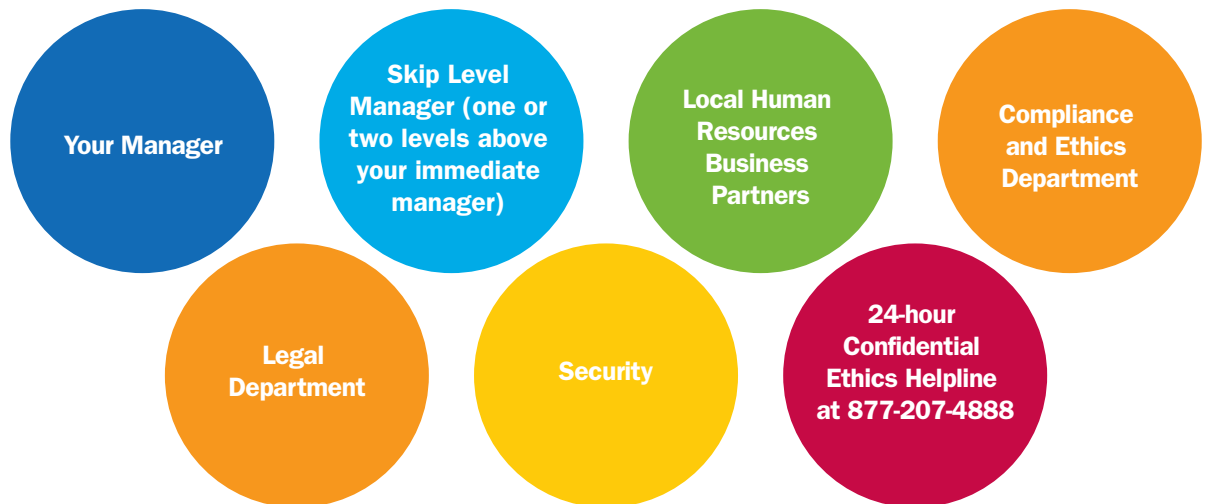 Your Manager
Skip Level
Manager (one or
two levels above
your immediate
manager)
Local Human
Resources
Business
Partners
Compliance
and Ethics
Department
Legal
Department
Security
24-hour
Confidential
Ethics Helpline
at 877-207-4888